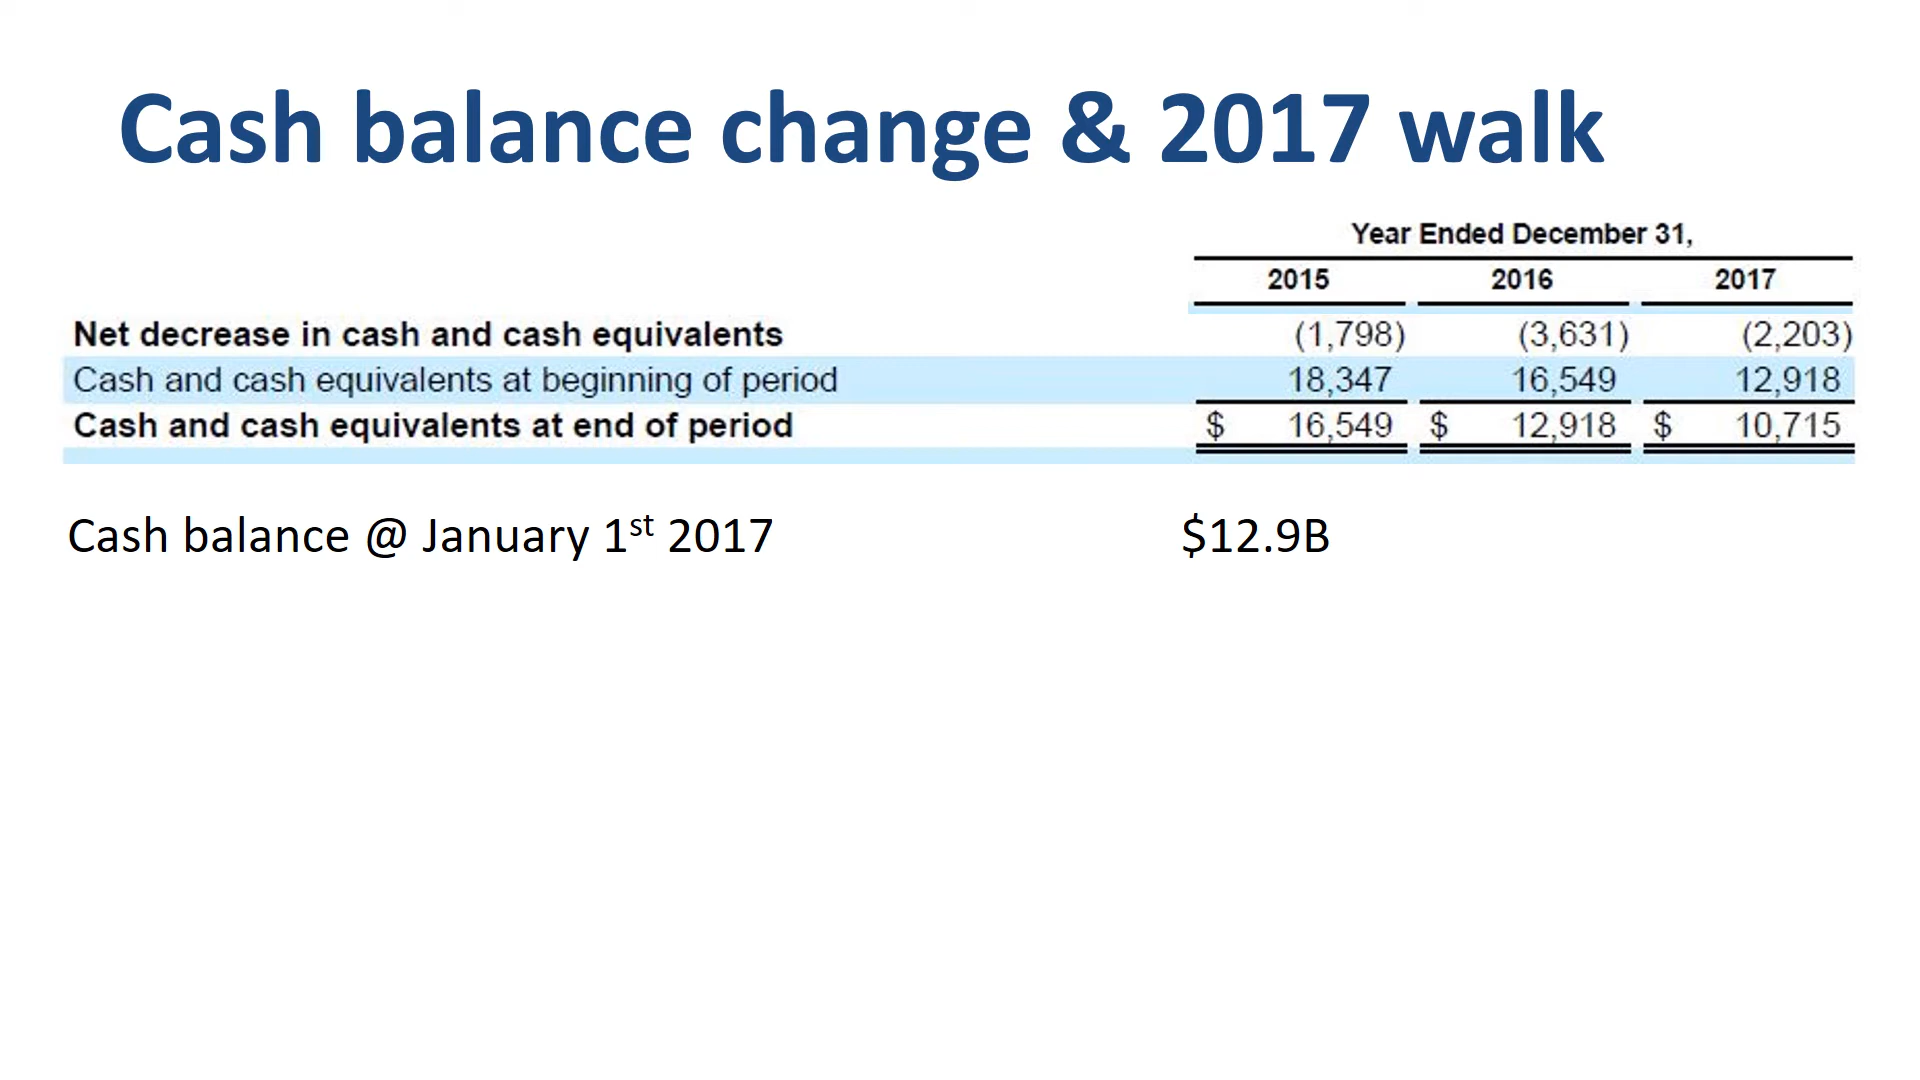 Cash balance change & 2017 walk
Year Ended December 31,
2015 2016 2017
Net decrease in cash and cash equivalents (1,798) (3,631) (2,203)
Cash and cash equivalents at beginning of period 18,347 16,549 12,918
Cash and cash equivalents at end of period $ 16,549 $ 12,918 $ 10,715
Cash balance @ January 1st 2017 $12.9B